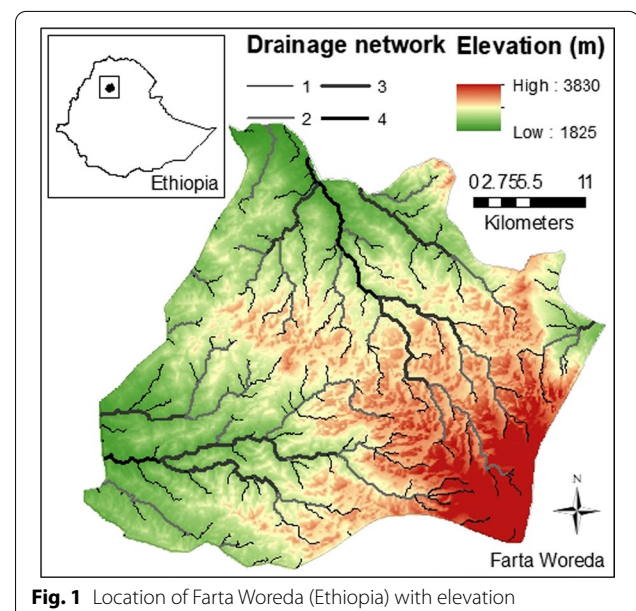 Drainage network
1 3
2 4
Elevation (m)
High : 3830
Low : 1825
Ethiopia
0 2.75 5.5 11
Kilometers
N
Farta Woreda
Fig. 1 Location of Farta Woreda (Ethiopia) with elevation